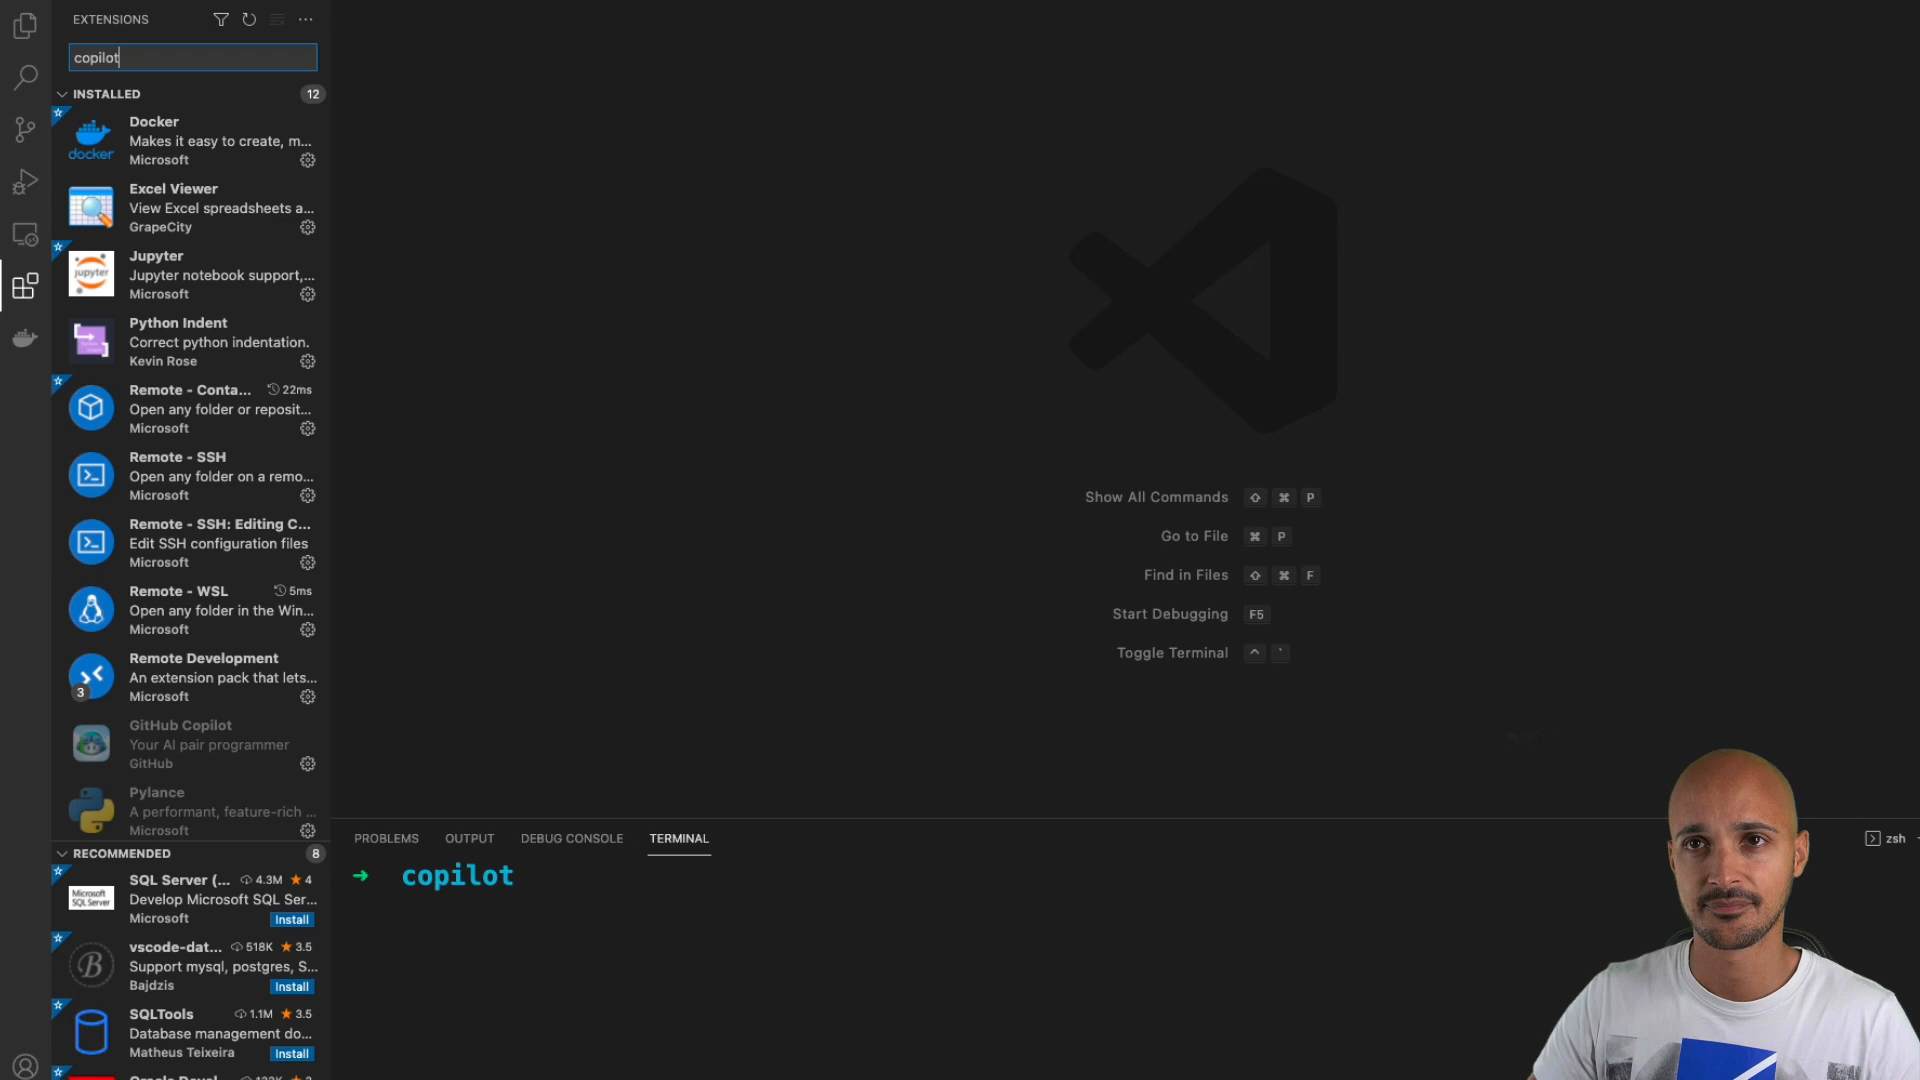 EXTENSIONS
copilot
INSTALLED 12
Docker
Makes it easy to create, m...
Microsoft
docker
Excel Viewer
View Excel spreadsheets a...
GrapeCity
Jupyter
Jupyter notebook support,...
Microsoft
jupyter
Python Indent
Correct python indentation.
Kevin Rose
Remote - Conta... 22ms
Open any folder or reposit...
Microsoft
Remote - SSH
Open any folder on a remo...
Microsoft
Remote - SSH: Editing C...
Edit SSH configuration files
Microsoft
Remote - WSL 5ms
Open any folder in the Win...
Microsoft
Remote Development
An extension pack that lets...
Microsoft
3
GitHub Copilot
Your AI pair programmer
GitHub
Pylance
A performant, feature-rich ...
Microsoft
RECOMMENDED 8
SQL Server (... 4.3M ★ 4
Develop Microsoft SQL Ser...
Microsoft Install
Microsoft
SQL Server
vscode-dat... 518K ★ 3.5
Support mysql, postgres, S...
Bajdzis Install
B
SQLTools 1.1M ★ 3.5
Database management do...
Matheus Teixeira Install
Show All Commands ⇧ ⌘ P
Go to File ⌘ P
Find in Files ⇧ ⌘ F
Start Debugging F5
Toggle Terminal ^ `
PROBLEMS OUTPUT DEBUG CONSOLE TERMINAL
zsh
➜ copilot